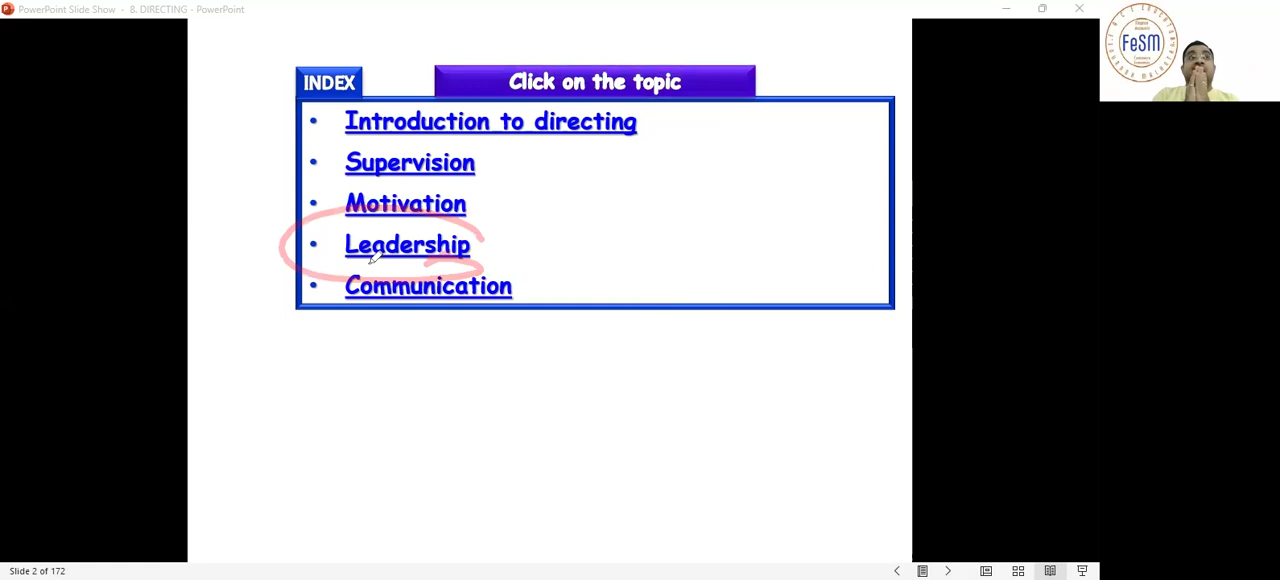 PowerPoint Slide Show - 8. DIRECTING - PowerPoint
FeSM
INDEX
Click on the topic
• Introduction to directing
• Supervision
• Motivation
• Leadership
• Communication
Slide 2 of 172